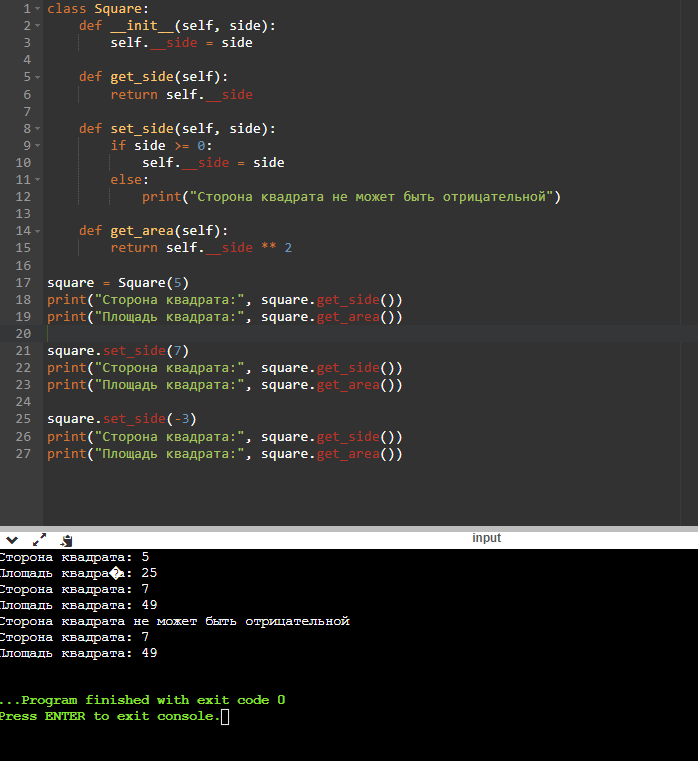 1 class Square:
2     def __init__(self, side):
3         self.__side = side
4
5     def get_side(self):
6         return self.__side
7
8     def set_side(self, side):
9         if side >= 0:
10             self.__side = side
11         else:
12             print("Сторона квадрата не может быть отрицательной")
13
14     def get_area(self):
15         return self.__side ** 2
16
17 square = Square(5)
18 print("Сторона квадрата:", square.get_side())
19 print("Площадь квадрата:", square.get_area())
20
21 square.set_side(7)
22 print("Сторона квадрата:", square.get_side())
23 print("Площадь квадрата:", square.get_area())
24
25 square.set_side(-3)
26 print("Сторона квадрата:", square.get_side())
27 print("Площадь квадрата:", square.get_area())
input
Сторона квадрата: 5
Площадь квадра�а: 25
Сторона квадрата: 7
Площадь квадрата: 49
Сторона квадрата не может быть отрицательной
Сторона квадрата: 7
Площадь квадрата: 49
...Program finished with exit code 0
Press ENTER to exit console.